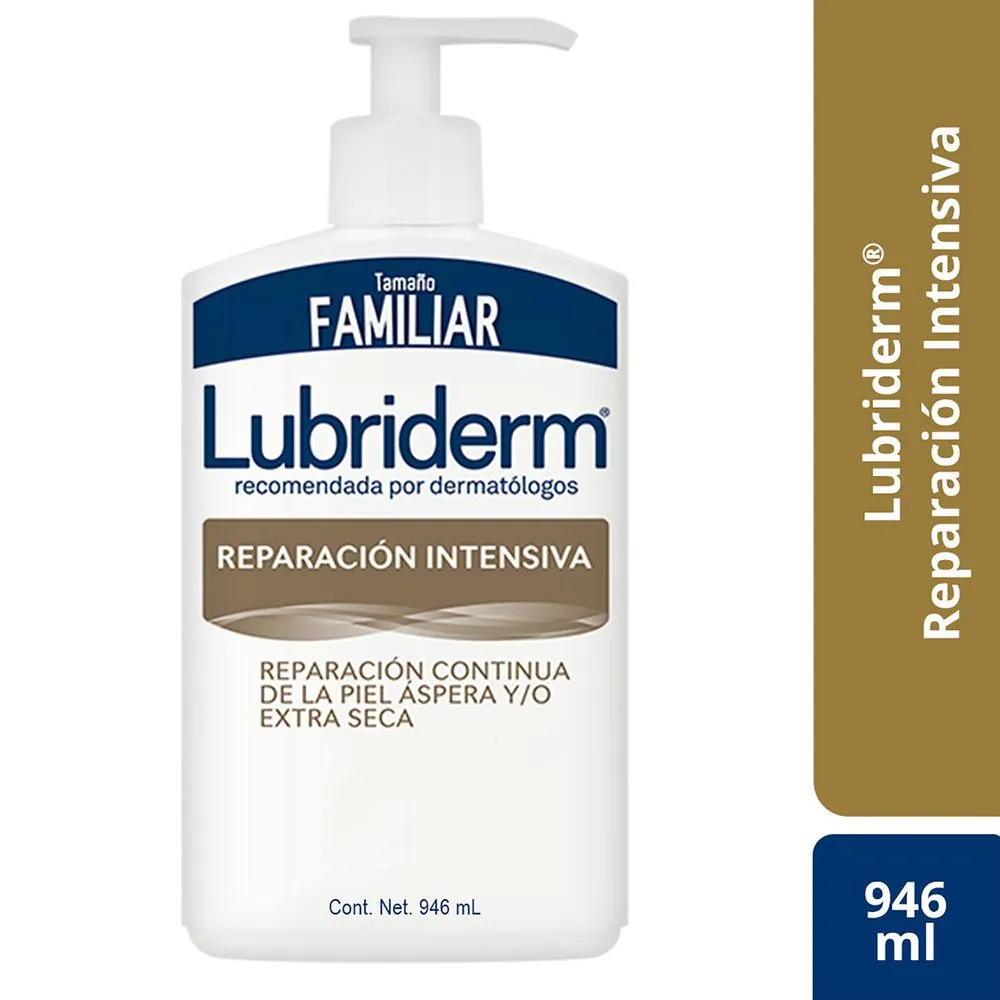 Tamaño
FAMILIAR
Lubriderm®
recomendada por dermatólogos
REPARACIÓN INTENSIVA
REPARACIÓN CONTINUA
DE LA PIEL ÁSPERA Y/O
EXTRA SECA
Cont. Net. 946 mL
Lubriderm®
Reparación Intensiva
946
ml